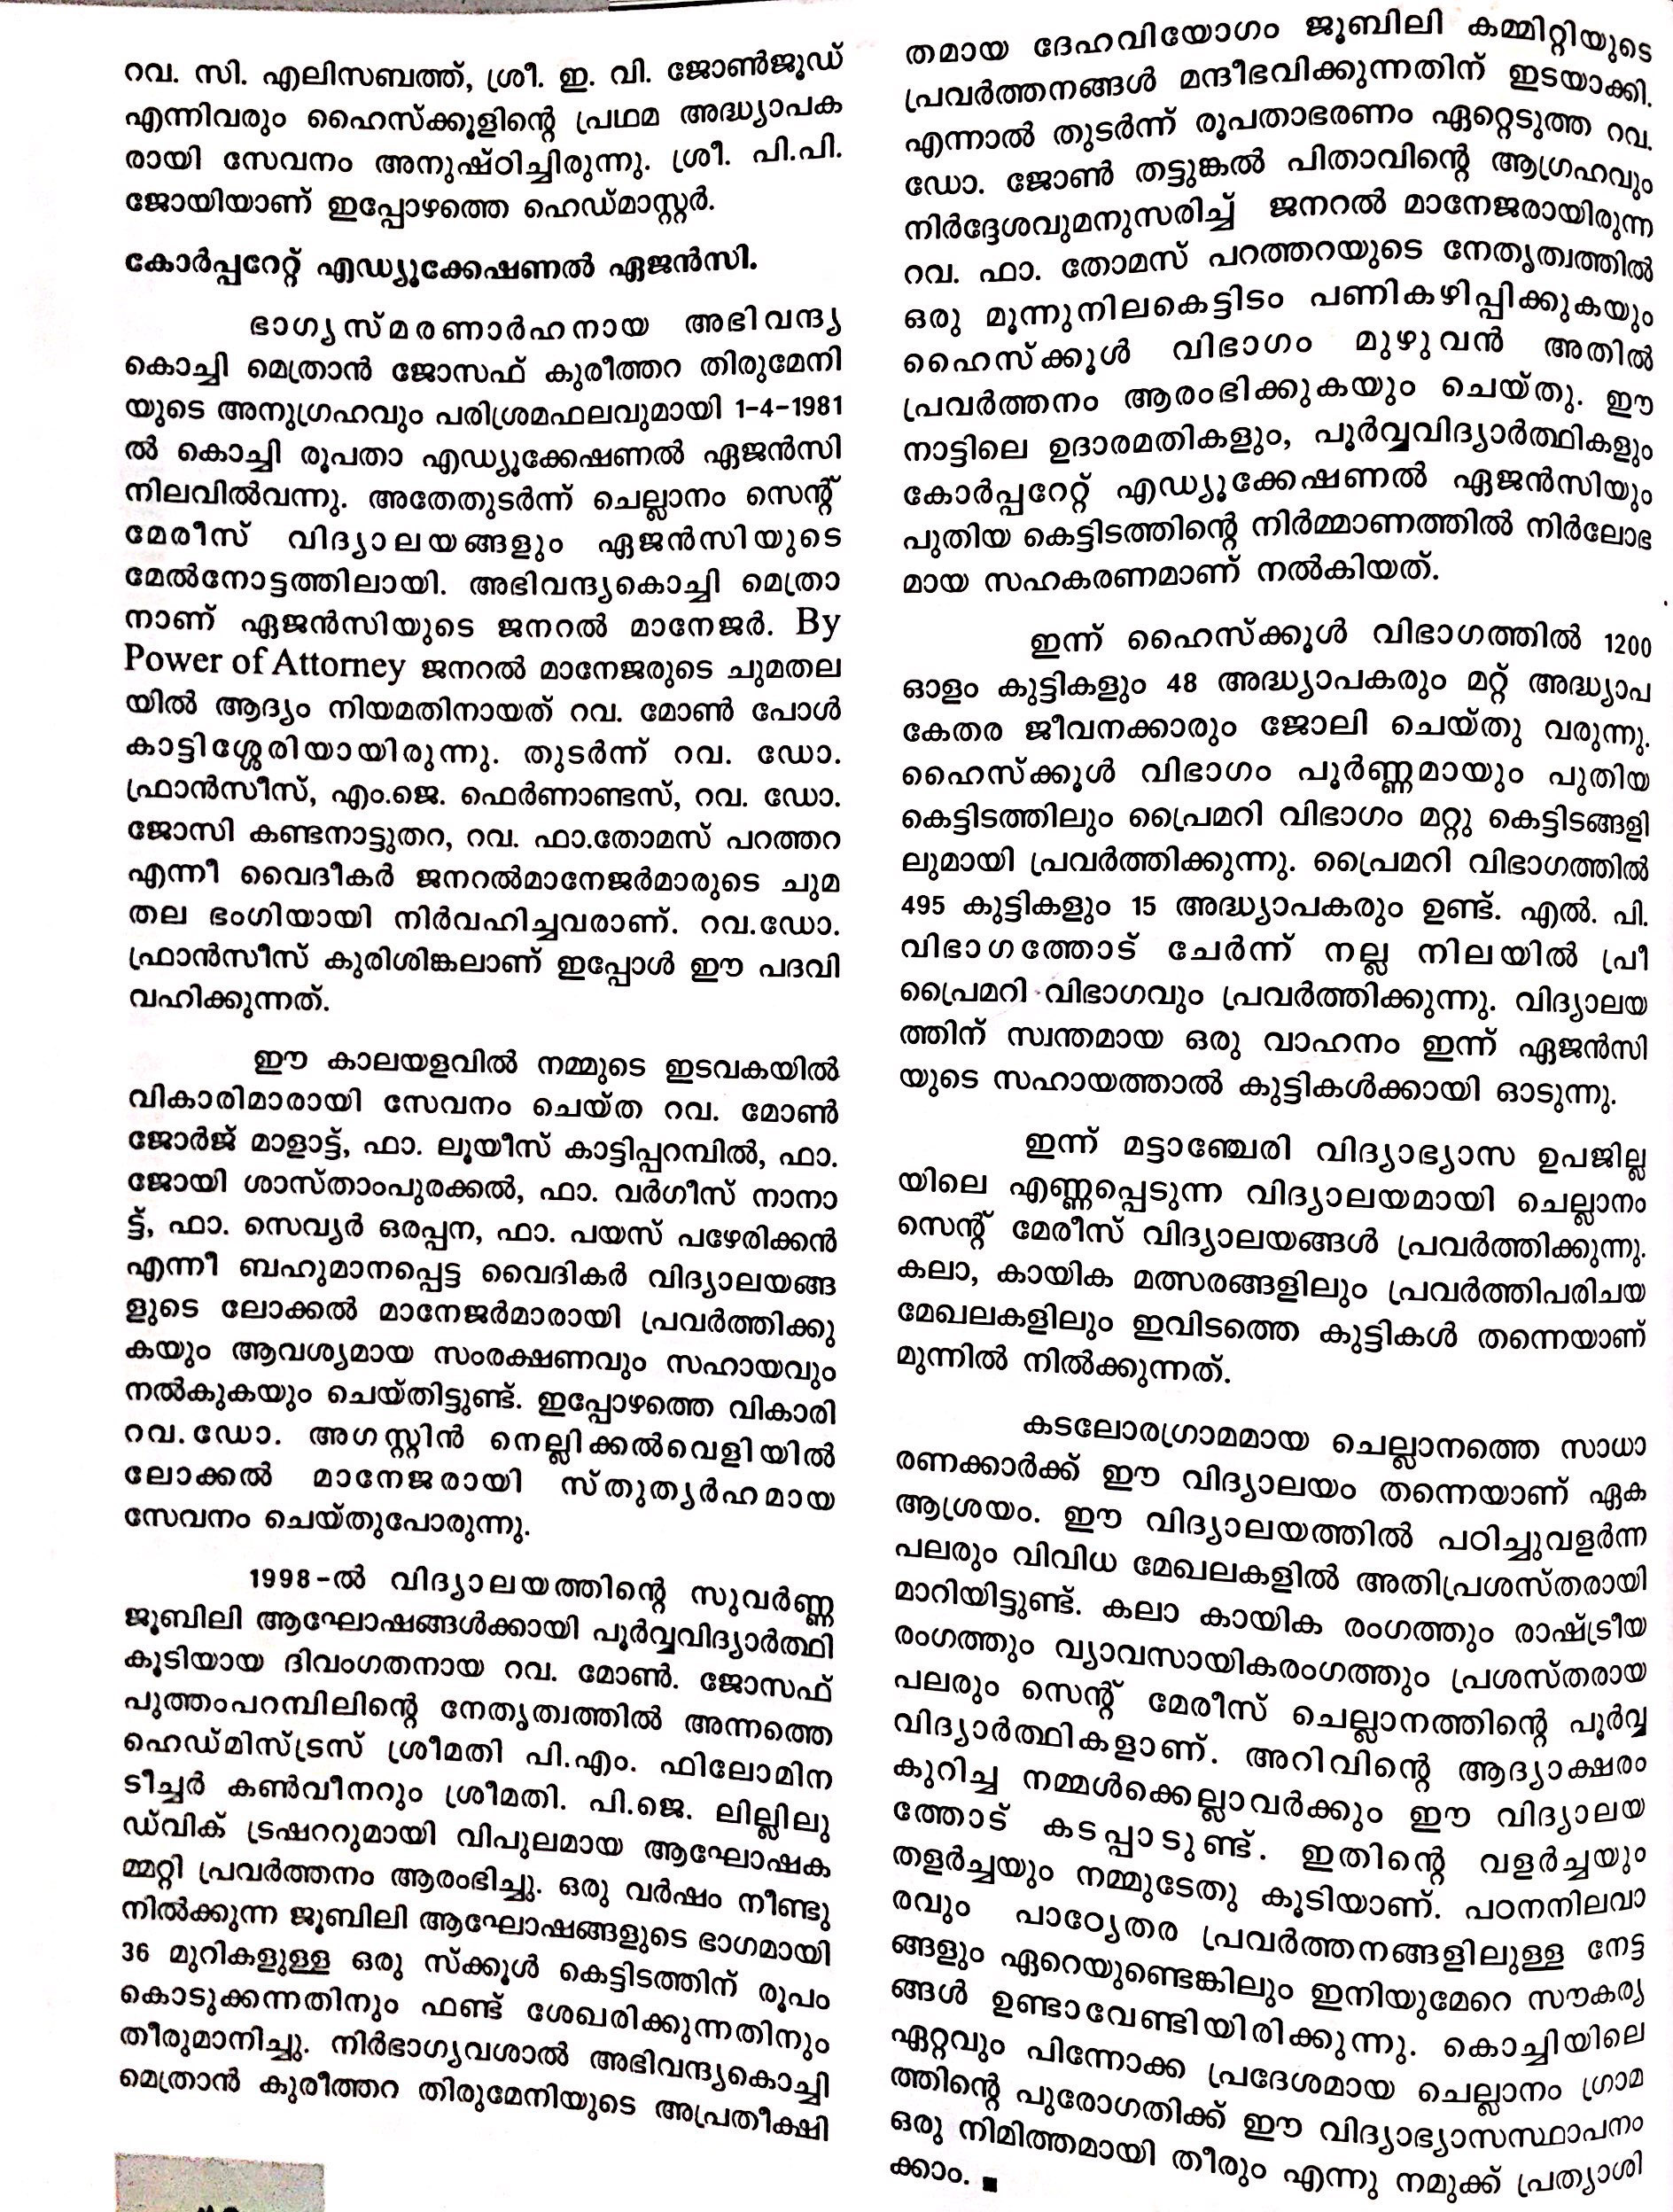 റവ. സി. എലിസബത്ത്, ശ്രീ. ഇ. വി. ജോൺജൂഡ്
എന്നിവരും ഹൈസ്ക്കൂളിന്റെ പ്രഥമ അദ്ധ്യാപക
രായി സേവനം അനുഷ്ഠിച്ചിരുന്നു. ശ്രീ. പി.പി.
ജോയിയാണ് ഇപ്പോഴത്തെ ഹെഡ്മാസ്റ്റർ.
കോർപ്പറേറ്റ് എഡ്യൂക്കേഷണൽ ഏജൻസി.
ഭാഗ്യസ്മരണാർഹനായ അഭിവന്ദ്യ
കൊച്ചി മെത്രാൻ ജോസഫ് കുരീത്തറ തിരുമേനി
യുടെ അനുഗ്രഹവും പരിശ്രമഫലവുമായി 1-4-1981
ൽ കൊച്ചി രൂപതാ എഡ്യൂക്കേഷണൽ ഏജൻസി
നിലവിൽവന്നു. അതേതുടർന്ന് ചെല്ലാനം സെന്റ്
മേരീസ് വിദ്യാലയങ്ങളും ഏജൻസിയുടെ
മേൽനോട്ടത്തിലായി. അഭിവന്ദ്യകൊച്ചി മെത്രാ
നാണ് ഏജൻസിയുടെ ജനറൽ മാനേജർ. By
Power of Attorney ജനറൽ മാനേജരുടെ ചുമതല
യിൽ ആദ്യം നിയമതിനായത് റവ. മോൺ പോൾ
കാട്ടിശ്ശേരിയായിരുന്നു. തുടർന്ന് റവ. ഡോ.
ഫ്രാൻസീസ്, എം.ജെ. ഫെർണാണ്ടസ്, റവ. ഡോ.
ജോസി കണ്ടനാട്ടുതറ, റവ. ഫാ.തോമസ് പറത്തറ
എന്നീ വൈദീകർ ജനറൽമാനേജർമാരുടെ ചുമ
തല ഭംഗിയായി നിർവഹിച്ചവരാണ്. റവ.ഡോ.
ഫ്രാൻസീസ് കുരിശിങ്കലാണ് ഇപ്പോൾ ഈ പദവി
വഹിക്കുന്നത്.
ഈ കാലയളവിൽ നമ്മുടെ ഇടവകയിൽ
വികാരിമാരായി സേവനം ചെയ്ത റവ. മോൺ
ജോർജ് മാളാട്ട്, ഫാ. ലൂയീസ് കാട്ടിപ്പറമ്പിൽ, ഫാ.
ജോയി ശാസ്താംപുരക്കൽ, ഫാ. വർഗീസ് നാനാ
ട്ട്, ഫാ. സെവ്യർ ഒരപ്പന, ഫാ. പയസ് പഴേരിക്കൻ
എന്നീ ബഹുമാനപ്പെട്ട വൈദികർ വിദ്യാലയങ്ങ
ളുടെ ലോക്കൽ മാനേജർമാരായി പ്രവർത്തിക്കു
കയും ആവശ്യമായ സംരക്ഷണവും സഹായവും
നൽകുകയും ചെയ്തിട്ടുണ്ട്. ഇപ്പോഴത്തെ വികാരി
റവ.ഡോ. അഗസ്റ്റിൻ നെല്ലിക്കൽവെളിയിൽ
ലോക്കൽ മാനേജരായി സ്തുത്യർഹമായ
സേവനം ചെയ്തുപോരുന്നു.
1998-ൽ വിദ്യാലയത്തിന്റെ സുവർണ്ണ
ജൂബിലി ആഘോഷങ്ങൾക്കായി പൂർവ്വവിദ്യാർത്ഥി
കൂടിയായ ദിവംഗതനായ റവ. മോൺ. ജോസഫ്
പുത്തംപറമ്പിലിന്റെ നേതൃത്വത്തിൽ അന്നത്തെ
ഹെഡ്മിസ്ട്രസ് ശ്രീമതി പി.എം. ഫിലോമിന
ടീച്ചർ കൺവീനറും ശ്രീമതി. പി.ജെ. ലില്ലിലു
ഡ്വിക് ട്രഷററുമായി വിപുലമായ ആഘോഷക
മ്മറ്റി പ്രവർത്തനം ആരംഭിച്ചു. ഒരു വർഷം നീണ്ടു
നിൽക്കുന്ന ജൂബിലി ആഘോഷങ്ങളുടെ ഭാഗമായി
36 മുറികളുള്ള ഒരു സ്ക്കൂൾ കെട്ടിടത്തിന് രൂപം
കൊടുക്കന്നതിനും ഫണ്ട് ശേഖരിക്കുന്നതിനും
തീരുമാനിച്ചു. നിർഭാഗ്യവശാൽ അഭിവന്ദ്യകൊച്ചി
മെത്രാൻ കുരീത്തറ തിരുമേനിയുടെ അപ്രതീക്ഷി
തമായ ദേഹവിയോഗം ജൂബിലി കമ്മിറ്റിയുടെ
പ്രവർത്തനങ്ങൾ മന്ദീഭവിക്കുന്നതിന് ഇടയാക്കി.
എന്നാൽ തുടർന്ന് രൂപതാഭരണം ഏറ്റെടുത്ത റവ.
ഡോ. ജോൺ തട്ടുങ്കൽ പിതാവിന്റെ ആഗ്രഹവും
നിർദ്ദേശവുമനുസരിച്ച് ജനറൽ മാനേജരായിരുന്ന
റവ. ഫാ. തോമസ് പറത്തറയുടെ നേതൃത്വത്തിൽ
ഒരു മൂന്നുനിലകെട്ടിടം പണികഴിപ്പിക്കുകയും
ഹൈസ്ക്കൂൾ വിഭാഗം മുഴുവൻ അതിൽ
പ്രവർത്തനം ആരംഭിക്കുകയും ചെയ്തു. ഈ
നാട്ടിലെ ഉദാരമതികളും, പൂർവ്വവിദ്യാർത്ഥികളും
കോർപ്പറേറ്റ് എഡ്യൂക്കേഷണൽ ഏജൻസിയും
പുതിയ കെട്ടിടത്തിന്റെ നിർമ്മാണത്തിൽ നിർലോഭ
മായ സഹകരണമാണ് നൽകിയത്.
ഇന്ന് ഹൈസ്ക്കൂൾ വിഭാഗത്തിൽ 1200
ഓളം കുട്ടികളും 48 അദ്ധ്യാപകരും മറ്റ് അദ്ധ്യാപ
കേതര ജീവനക്കാരും ജോലി ചെയ്തു വരുന്നു.
ഹൈസ്ക്കൂൾ വിഭാഗം പൂർണ്ണമായും പുതിയ
കെട്ടിടത്തിലും പ്രൈമറി വിഭാഗം മറ്റു കെട്ടിടങ്ങളി
ലുമായി പ്രവർത്തിക്കുന്നു. പ്രൈമറി വിഭാഗത്തിൽ
495 കുട്ടികളും 15 അദ്ധ്യാപകരും ഉണ്ട്. എൽ. പി.
വിഭാഗത്തോട് ചേർന്ന് നല്ല നിലയിൽ പ്രീ
പ്രൈമറി വിഭാഗവും പ്രവർത്തിക്കുന്നു. വിദ്യാലയ
ത്തിന് സ്വന്തമായ ഒരു വാഹനം ഇന്ന് ഏജൻസി
യുടെ സഹായത്താൽ കുട്ടികൾക്കായി ഓടുന്നു.
ഇന്ന് മട്ടാഞ്ചേരി വിദ്യാഭ്യാസ ഉപജില്ല
യിലെ എണ്ണപ്പെടുന്ന വിദ്യാലയമായി ചെല്ലാനം
സെന്റ് മേരീസ് വിദ്യാലയങ്ങൾ പ്രവർത്തിക്കുന്നു.
കലാ, കായിക മത്സരങ്ങളിലും പ്രവർത്തിപരിചയ
മേഖലകളിലും ഇവിടത്തെ കുട്ടികൾ തന്നെയാണ്
മുന്നിൽ നിൽക്കുന്നത്.
കടലോരഗ്രാമമായ ചെല്ലാനത്തെ സാധാ
രണക്കാർക്ക് ഈ വിദ്യാലയം തന്നെയാണ് ഏക
ആശ്രയം. ഈ വിദ്യാലയത്തിൽ പഠിച്ചുവളർന്ന
പലരും വിവിധ മേഖലകളിൽ അതിപ്രശസ്തരായി
മാറിയിട്ടുണ്ട്. കലാ കായിക രംഗത്തും രാഷ്ട്രീയ
രംഗത്തും വ്യാവസായികരംഗത്തും പ്രശസ്തരായ
പലരും സെന്റ് മേരീസ് ചെല്ലാനത്തിന്റെ പൂർവ്വ
വിദ്യാർത്ഥികളാണ്. അറിവിന്റെ ആദ്യാക്ഷരം
കുറിച്ച നമ്മൾക്കെല്ലാവർക്കും ഈ വിദ്യാലയ
ത്തോട് കടപ്പാടുണ്ട്. ഇതിന്റെ വളർച്ചയും
തളർച്ചയും നമ്മുടേതു കൂടിയാണ്. പഠനനിലവാ
രവും പാഠ്യേതര പ്രവർത്തനങ്ങളിലുള്ള നേട്ട
ങ്ങളും ഏറെയുണ്ടെങ്കിലും ഇനിയുമേറെ സൗകര്യ
ങ്ങൾ ഉണ്ടാവേണ്ടിയിരിക്കുന്നു. കൊച്ചിയിലെ
ഏറ്റവും പിന്നോക്ക പ്രദേശമായ ചെല്ലാനം ഗ്രാമ
ത്തിന്റെ പുരോഗതിക്ക് ഈ വിദ്യാഭ്യാസസ്ഥാപനം
ഒരു നിമിത്തമായി തീരും എന്നു നമുക്ക് പ്രത്യാശി
ക്കാം. ■